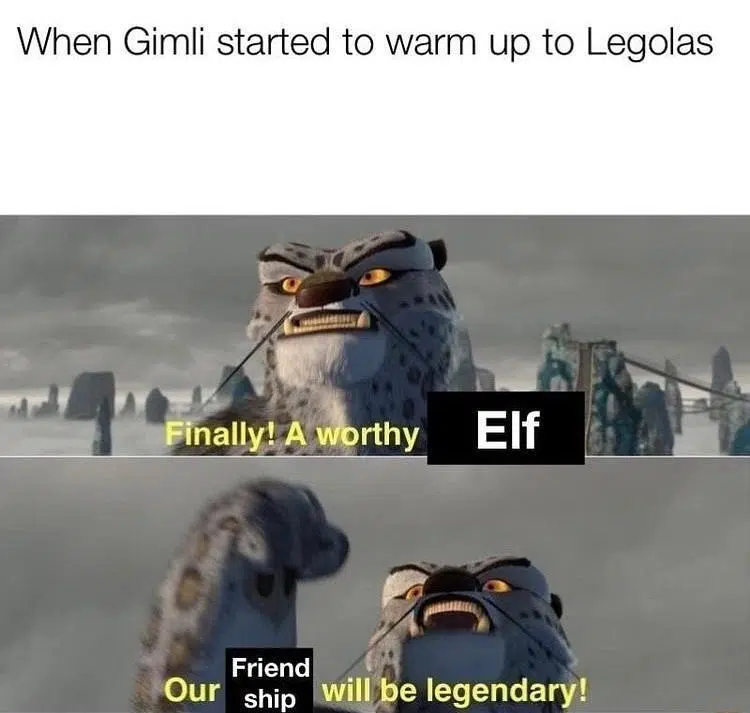 When Gimli started to warm up to Legolas
Finally! A worthy Elf
Our Friend ship will be legendary!